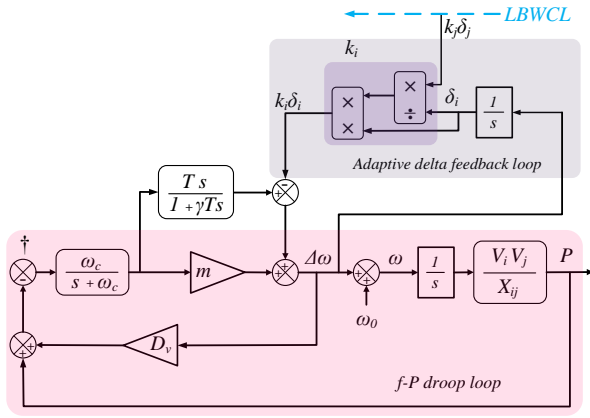 LBWCL
k_jδ_j
k_i
k_iδ_i
×
×
×
÷
δ_i
1
s
Adaptive delta feedback loop
T s
1 + γTs
−
+
†
−
ω_c
s + ω_c
m
+
+
Δω
+
+
ω
1
s
V_i V_j
X_ij
P
ω_0
+
+
D_v
f-P droop loop